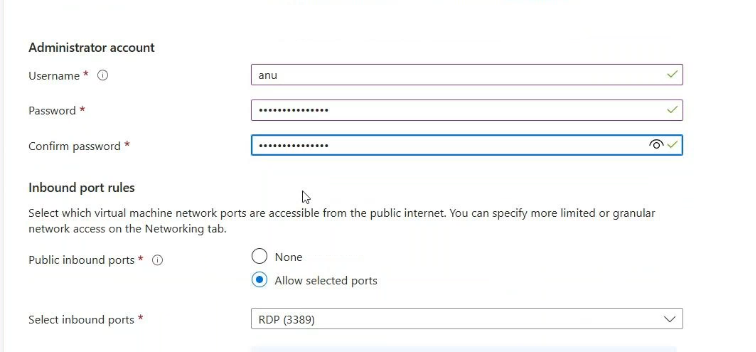 Administrator account
Username *
anu
Password *
•••••••••••••••
Confirm password *
•••••••••••••••
Inbound port rules
Select which virtual machine network ports are accessible from the public internet. You can specify more limited or granular
network access on the Networking tab.
Public inbound ports *
None
Allow selected ports
Select inbound ports *
RDP (3389)